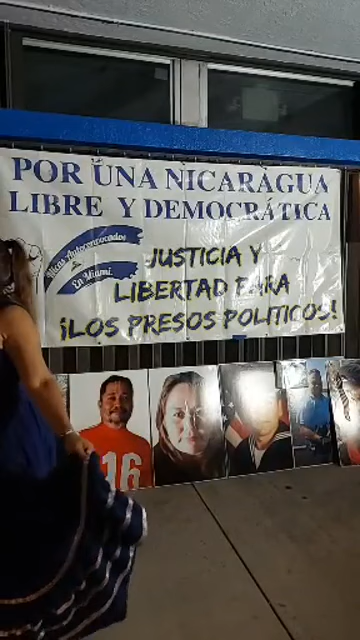 POR UNA NICARAGUA
LIBRE Y DEMOCRÁTICA
Nicas Autoconvocados
En Miami
JUSTICIA Y
LIBERTAD PARA
¡LOS PRESOS POLITICOS!
16